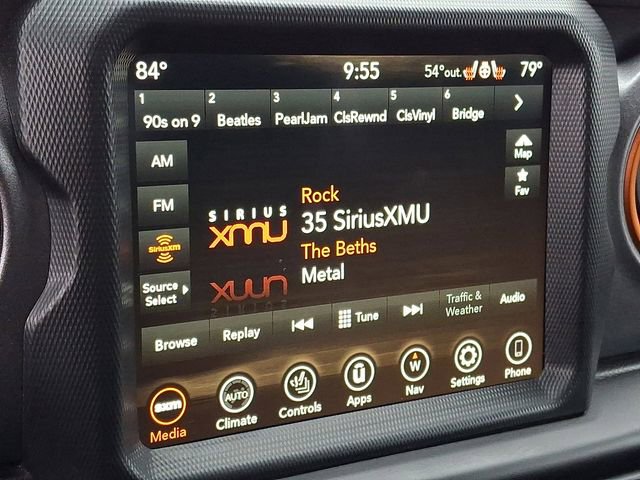 84° 9:55 54°out. 79°
1 2 3 4 5 6
90s on 9 Beatles PearlJam ClsRewnd ClsVinyl Bridge
AM
Map
FM
Fav
SiriusXM
Rock
SIRIUS
xmu
35 SiriusXMU
The Beths
Metal
Source
Select
Browse Replay Tune Traffic &
Weather
Audio
sxm AUTO W
Media Climate Controls Apps Nav Settings Phone